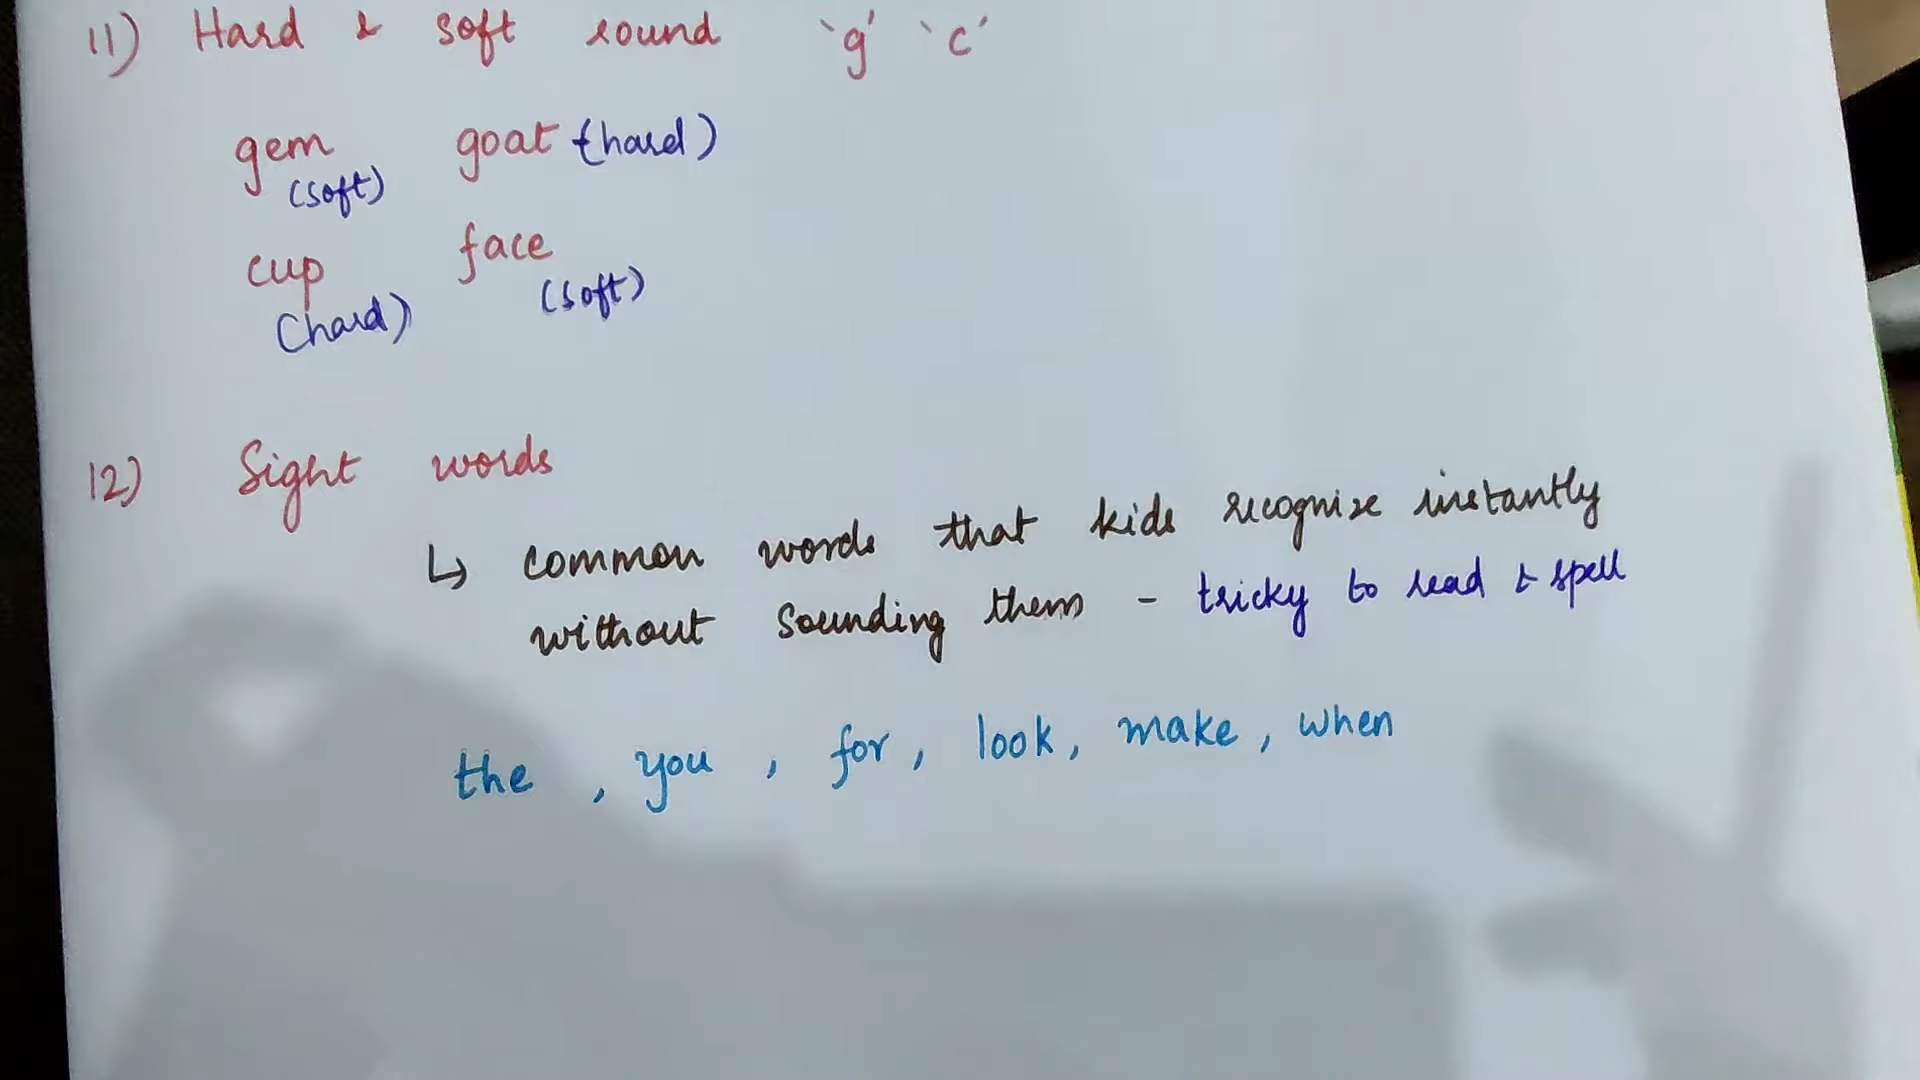 11) Hard & soft sound 'g' 'c'
gem goat (hard)
(soft)
cup face
(hard) (soft)
12) Sight words
↳ common words that kids recognize instantly
without sounding them - tricky to read & spell
the , you , for , look , make , when